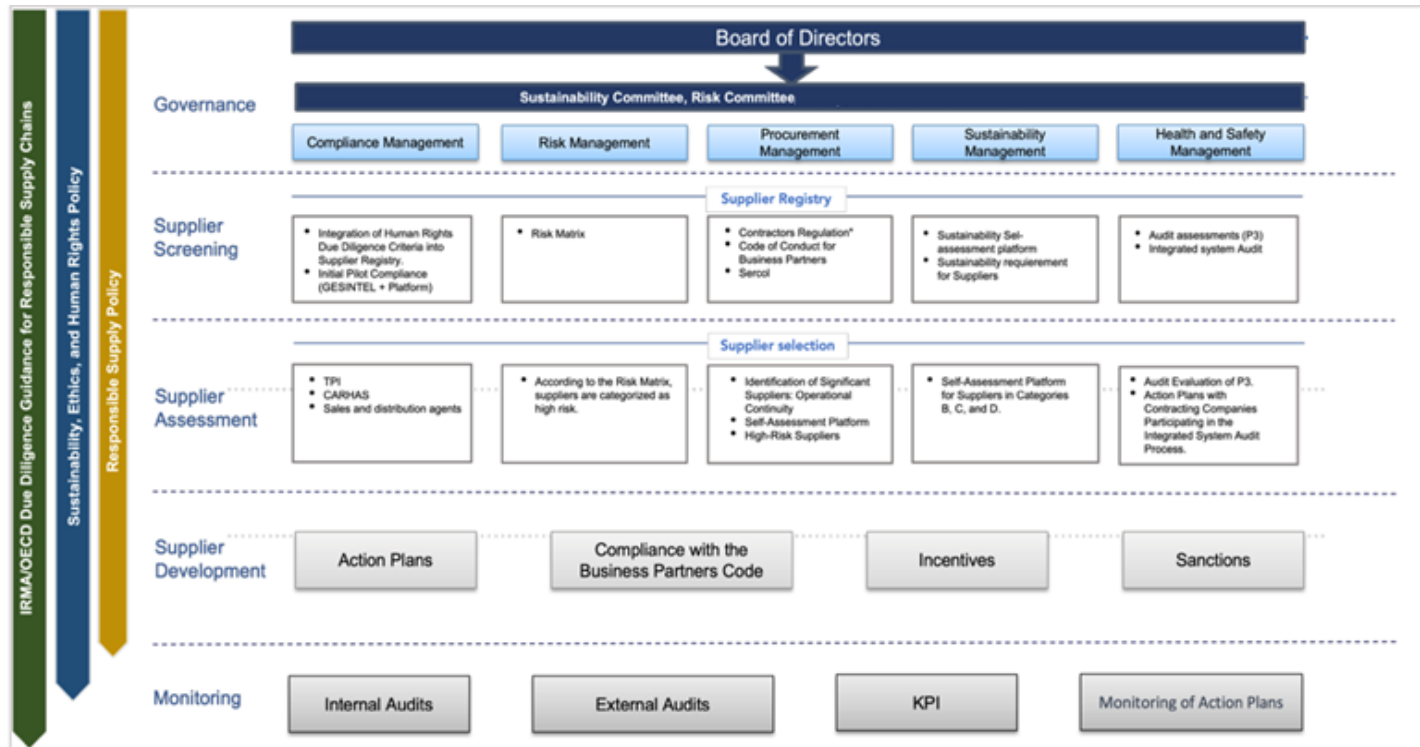 IRMA/OECD Due Diligence Guidance for Responsible Supply Chains
Sustainability, Ethics, and Human Rights Policy
Responsible Supply Policy
Board of Directors
Governance
Sustainability Committee, Risk Committee
Compliance Management
Risk Management
Procurement
Management
Sustainability
Management
Health and Safety
Management
Supplier Registry
Supplier
Screening
• Integration of Human Rights
Due Diligence Criteria into
Supplier Registry.
• Initial Pilot Compliance
(GESINTEL + Platform)
• Risk Matrix
• Contractors Regulation"
• Code of Conduct for
Business Partners
• Sercol
• Sustainability Sel-
assessment platform
• Sustainability requierement
for Suppliers
• Audit assessments (P3)
• Integrated system Audit
Supplier selection
Supplier
Assessment
• TPI
• CARHAS
• Sales and distribution agents
• According to the Risk Matrix,
suppliers are categorized as
high risk.
• Identification of Significant
Suppliers: Operational
Continuity
• Self-Assessment Platform
• High-Risk Suppliers
• Self-Assessment Platform
for Suppliers in Categories
B, C, and D.
• Audit Evaluation of P3.
• Action Plans with
Contracting Companies
Participating in the
Integrated System Audit
Process.
Supplier
Development
Action Plans
Compliance with the
Business Partners Code
Incentives
Sanctions
Monitoring
Internal Audits
External Audits
KPI
Monitoring of Action Plans